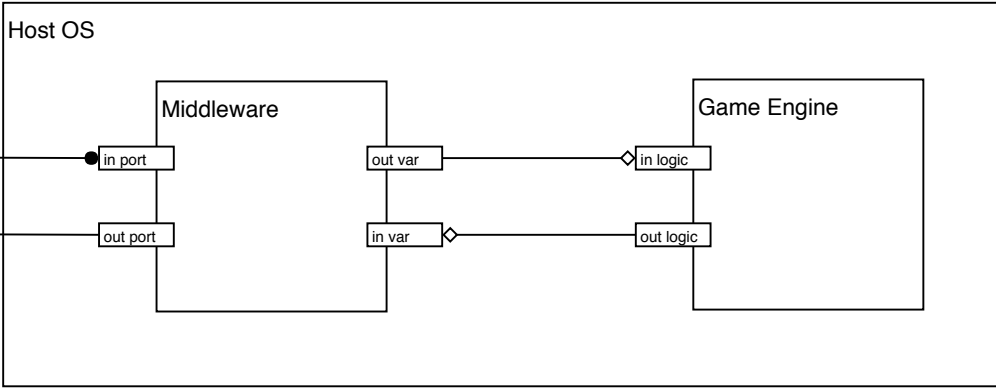 Host OS
Middleware
Game Engine
in port
out var
in logic
out port
in var
out logic